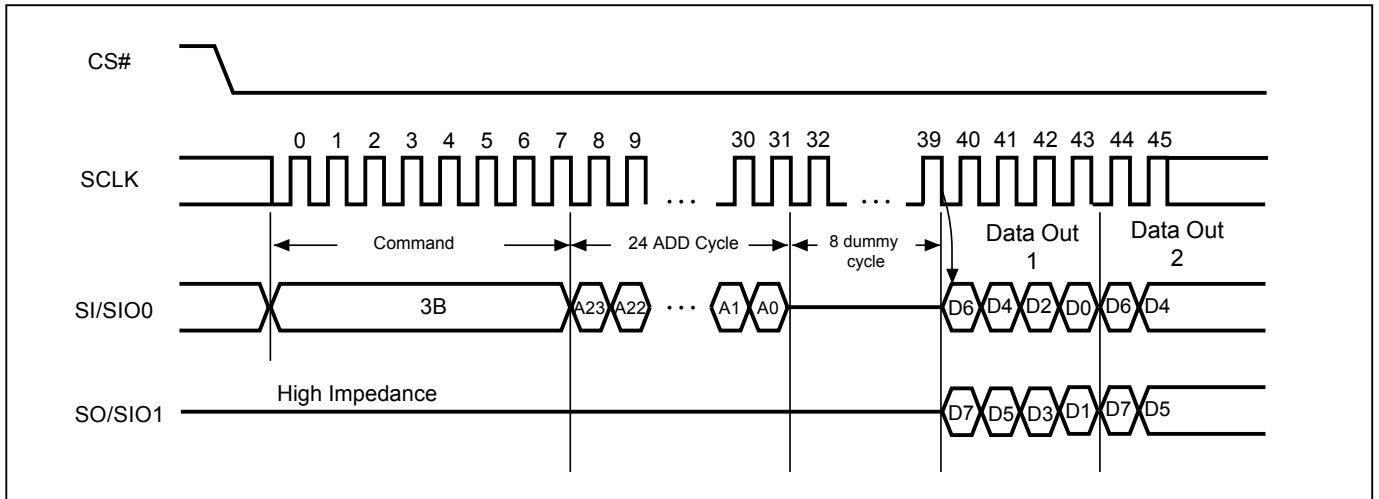 CS#
0 1 2 3 4 5 6 7 8 9 30 31 32 39 40 41 42 43 44 45
SCLK
... ...
Command 24 ADD Cycle 8 dummy cycle Data Out 1 Data Out 2
SI/SIO0 3B A23 A22 ... A1 A0 D6 D4 D2 D0 D6 D4
High Impedance
SO/SIO1 D7 D5 D3 D1 D7 D5